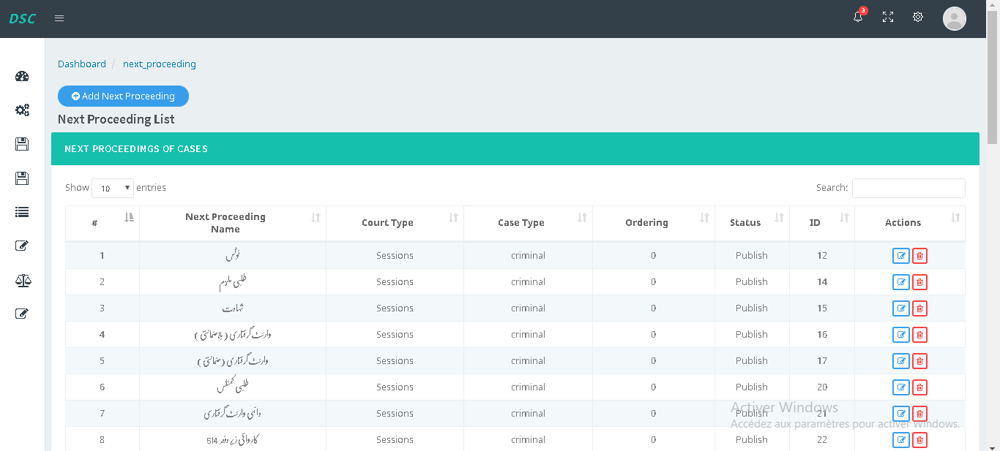 DSC
3
Dashboard / next_proceeding
Add Next Proceeding
Next Proceeding List
NEXT PROCEEDINGS OF CASES
Show 10 entries Search:
# Next Proceeding Name Court Type Case Type Ordering Status ID Actions
1 نوٹس Sessions criminal 0 Publish 12
2 طلبی ملزم Sessions criminal 0 Publish 14
3 شہادت Sessions criminal 0 Publish 15
4 وارنٹ گرفتاری ( بلاضمانتی ) Sessions criminal 0 Publish 16
5 وارنٹ گرفتاری ( ضمانتی ) Sessions criminal 0 Publish 17
6 طلبی Sessions criminal 0 Publish 20
7 دائمی وارنٹ گرفتاری Sessions criminal 0 Publish 21
8 کاروائی زیر دفعہ 514 Sessions criminal 0 Publish 22
Activer Windows
Accédez aux paramètres pour activer Windows.